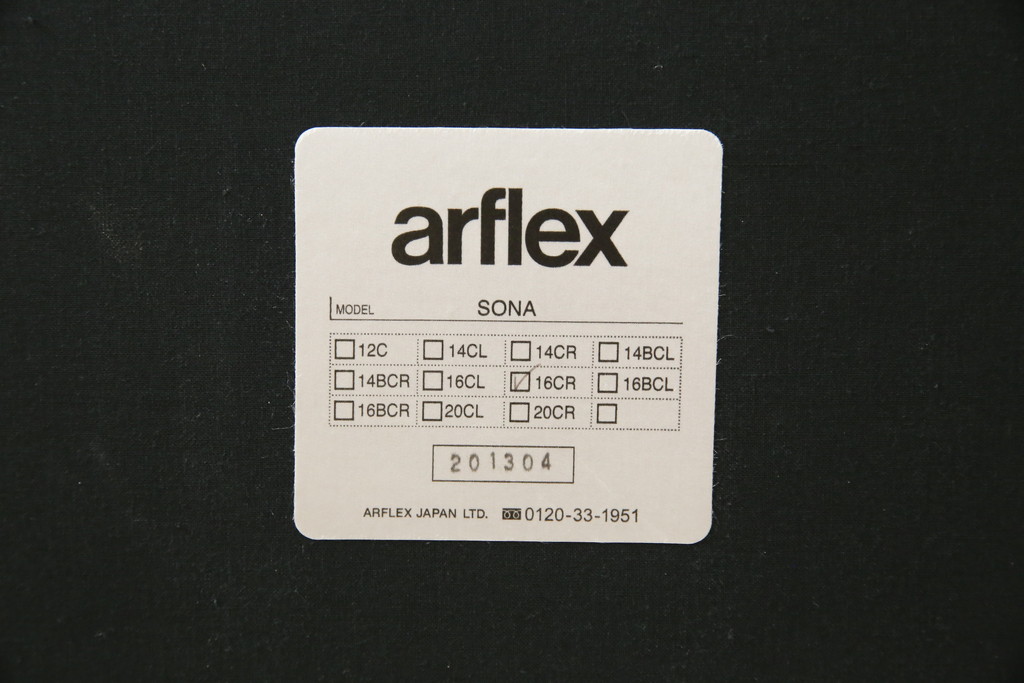 arflex
MODEL SONA
☐12C ☐14CL ☐14CR ☐14BCL
☐14BCR ☐16CL ☑16CR ☐16BCL
☐16BCR ☐20CL ☐20CR ☐
201304
ARFLEX JAPAN LTD. 0120-33-1951